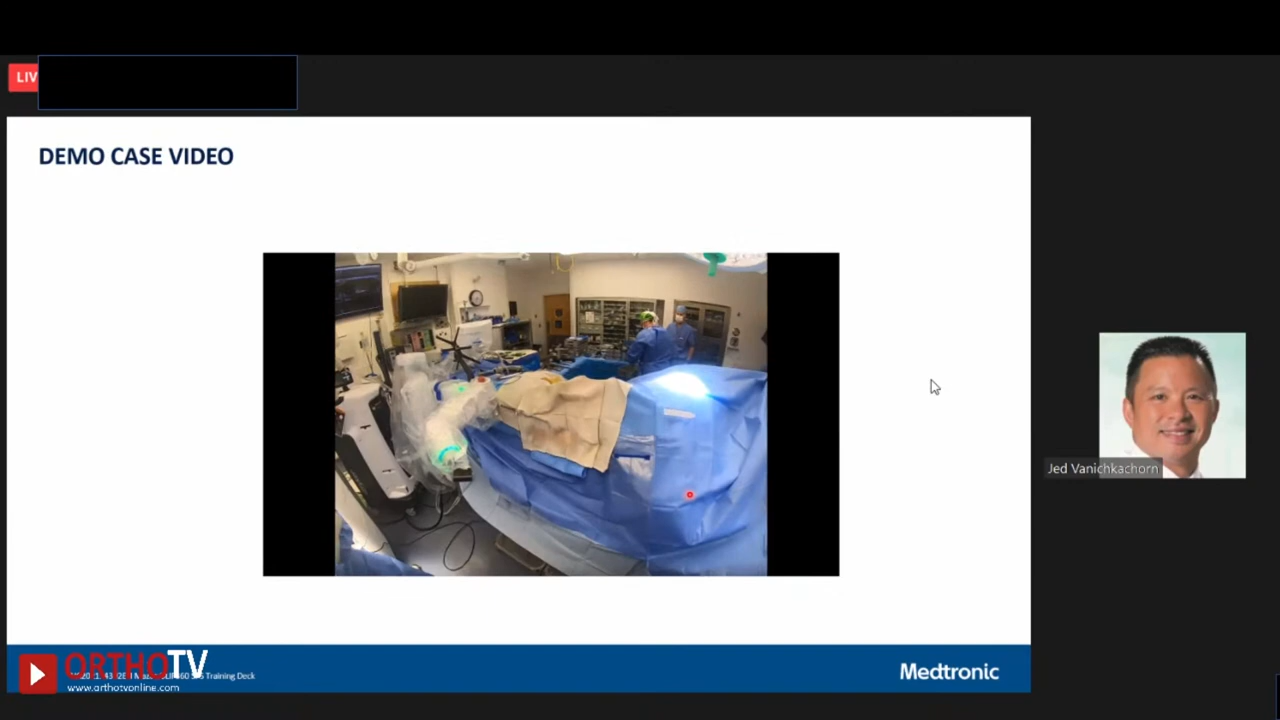 LIV
DEMO CASE VIDEO
Jed Vanichkachorn
ORTHOTV
Training Deck
www.orthotvonline.com
Medtronic